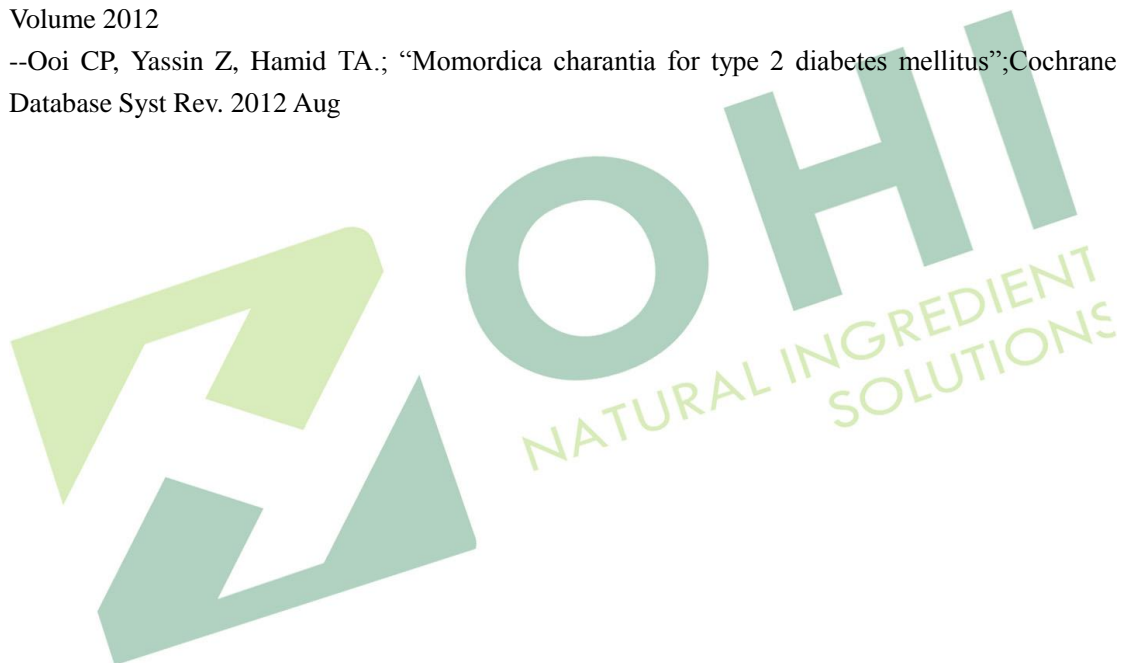 Volume 2012
--Ooi CP, Yassin Z, Hamid TA.; “Momordica charantia for type 2 diabetes mellitus”;Cochrane
Database Syst Rev. 2012 Aug
OHI
NATURAL INGREDIENT
SOLUTIONS